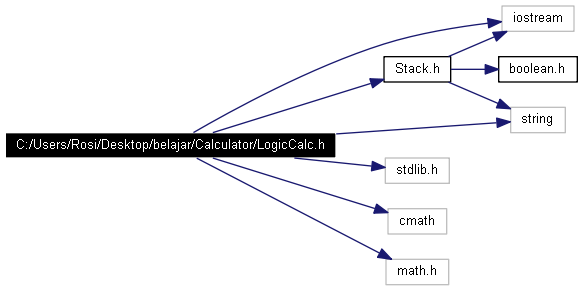 iostream
Stack.h
boolean.h
string
C:/Users/Rosi/Desktop/belajar/Calculator/LogicCalc.h
stdlib.h
cmath
math.h